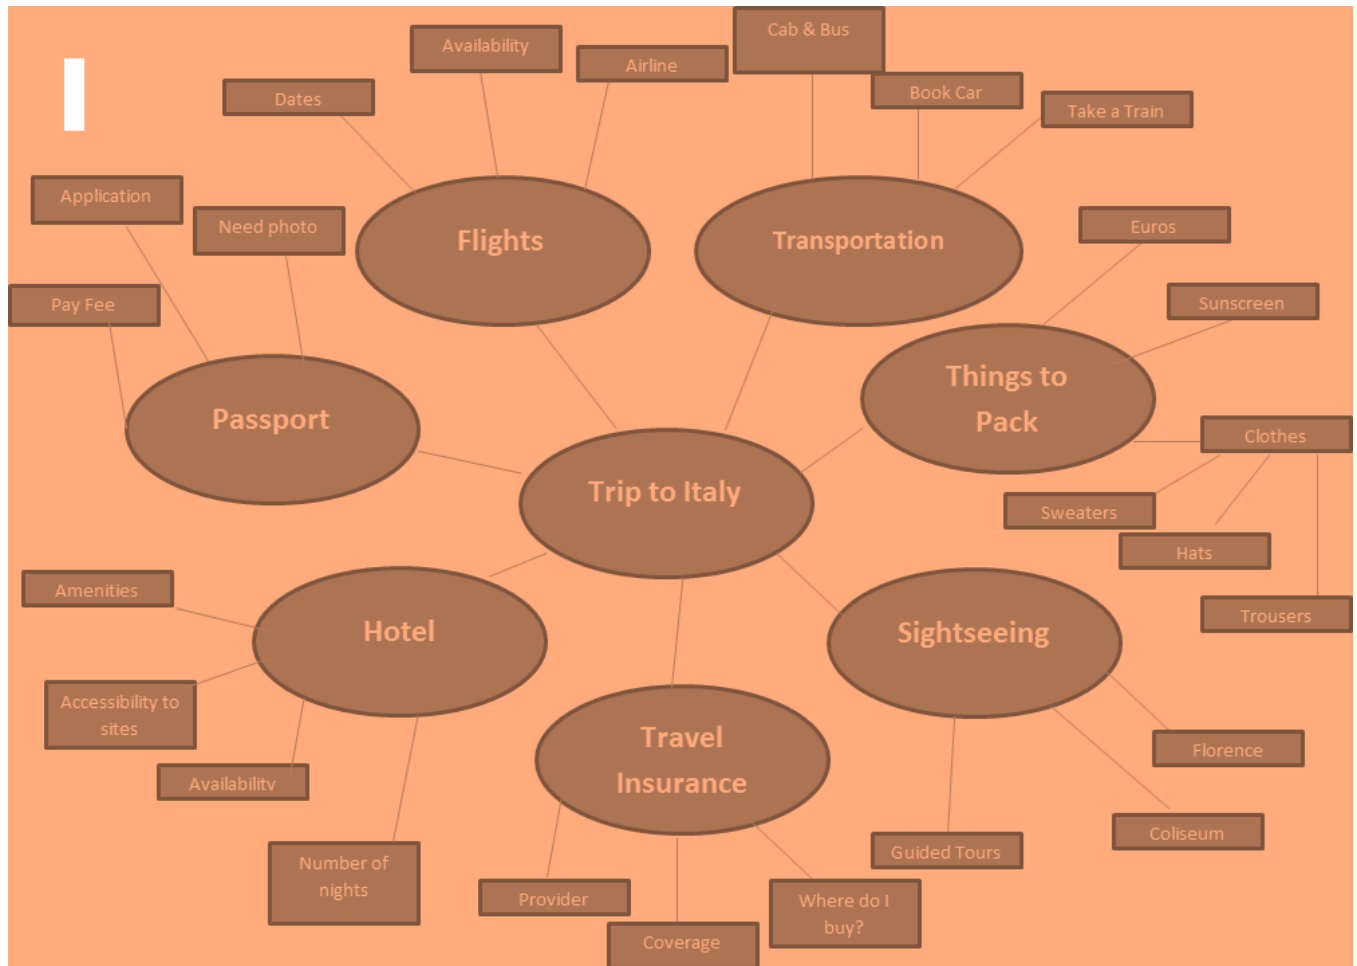 Cab & Bus
Availability
Airline
Dates
Book Car
Take a Train
Application
Need photo
Flights
Transportation
Euros
Pay Fee
Sunscreen
Things to
Pack
Passport
Clothes
Trip to Italy
Sweaters
Hats
Amenities
Hotel
Sightseeing
Trousers
Accessibility to
sites
Travel
Insurance
Florence
Availability
Coliseum
Guided Tours
Number of
nights
Provider
Where do I
buy?
Coverage